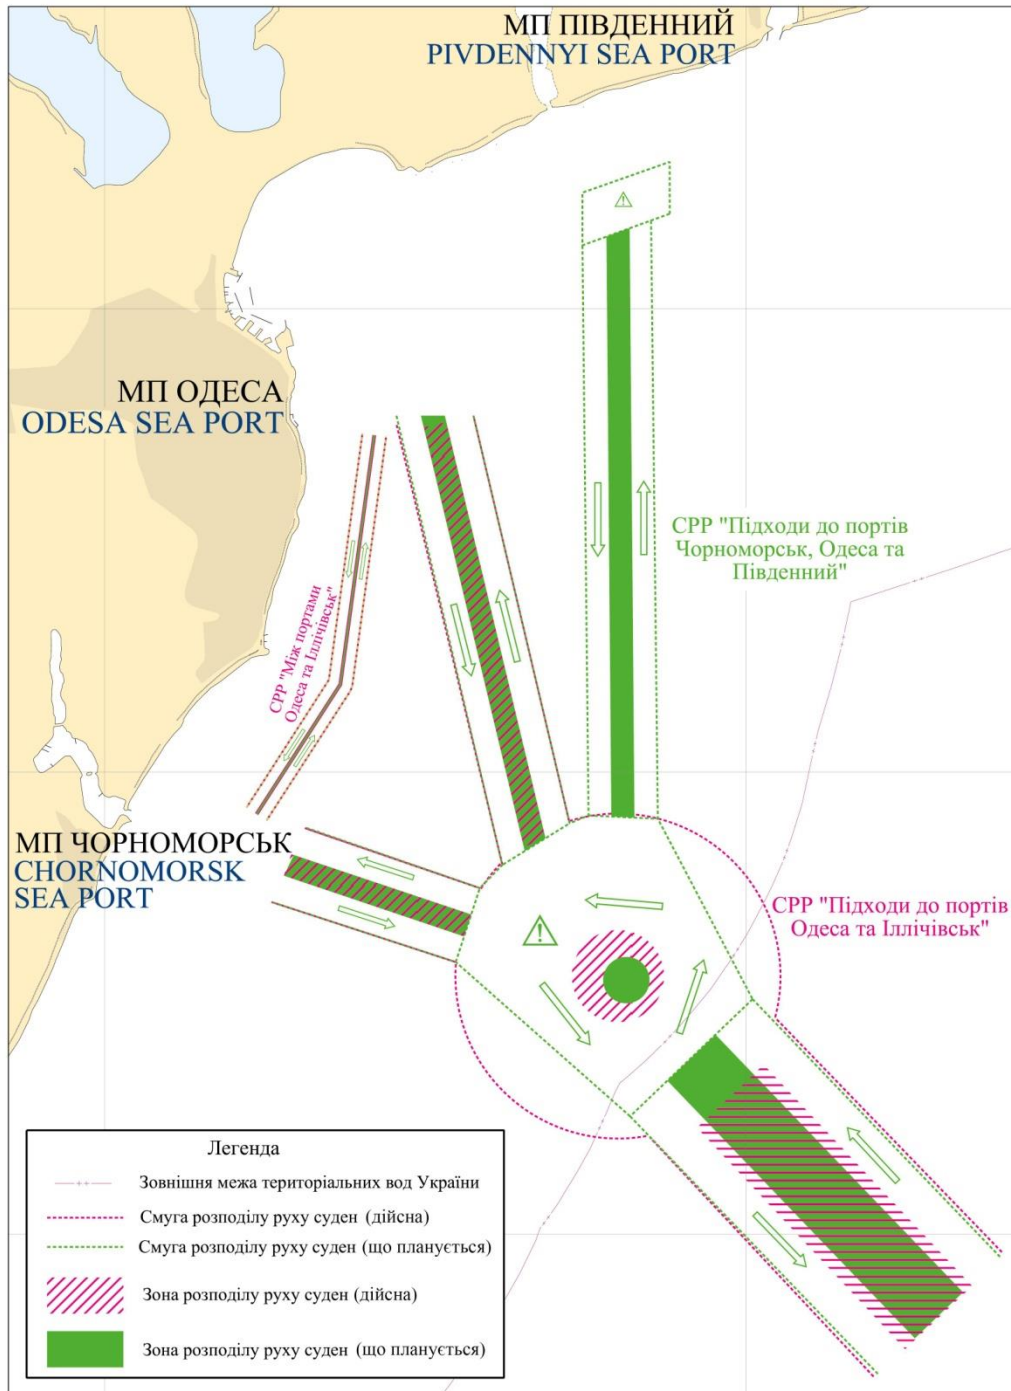 МП ПІВДЕННИЙ
PIVDENNYI SEA PORT
МП ОДЕСА
ODESA SEA PORT
СРР "Підходи до портів
Чорноморськ, Одеса та
Південний"
СРР "Між портами
Одеса та Іллічівськ"
МП ЧОРНОМОРСЬК
CHORNOMORSK
SEA PORT
СРР "Підходи до портів
Одеса та Іллічівськ"
Легенда
Зовнішня межа територіальних вод України
Смуга розподілу руху суден (дійсна)
Смуга розподілу руху суден (що планується)
Зона розподілу руху суден (дійсна)
Зона розподілу руху суден (що планується)